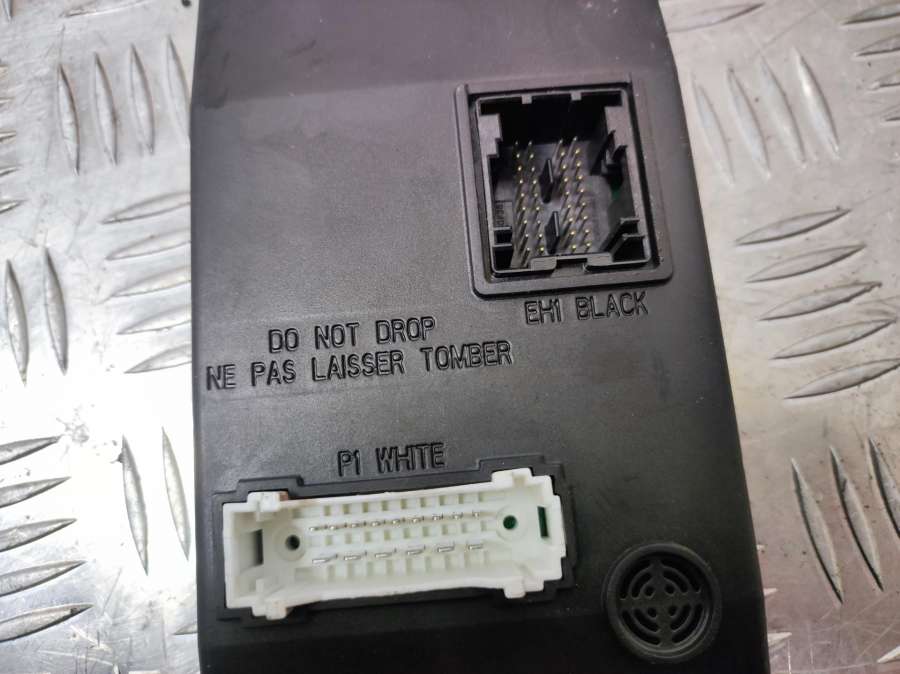 EH1 BLACK
DO NOT DROP
NE PAS LAISSER TOMBER
P1 WHITE